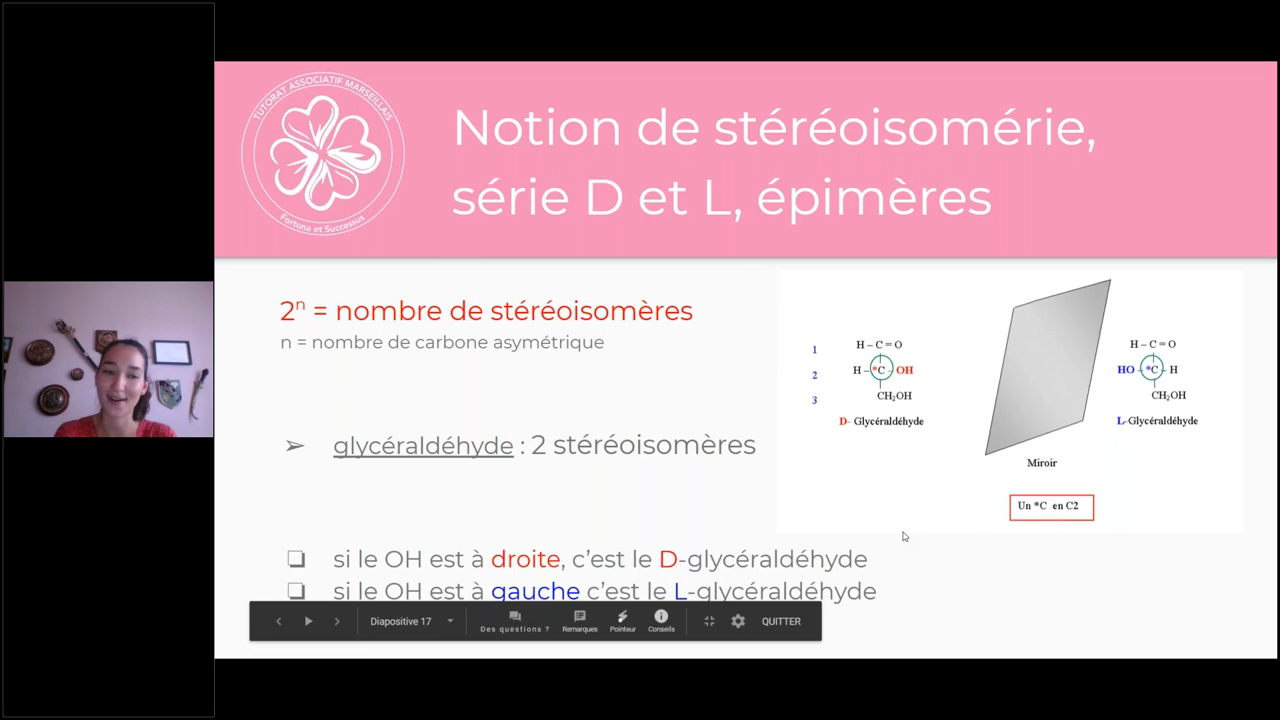 TUTORAT ASSOCIATIF MARSEILLAIS
Fortuna et Successus
Notion de stéréoisomérie,
série D et L, épimères
2ⁿ = nombre de stéréoisomères
n = nombre de carbone asymétrique
➢ glycéraldéhyde : 2 stéréoisomères
1 H – C = O
2 H – *C – OH
3 CH₂OH
D- Glycéraldéhyde
H – C = O
HO – *C – H
CH₂OH
L-Glycéraldéhyde
Miroir
Un *C en C2
❏ si le OH est à droite, c’est le D-glycéraldéhyde
❏ si le OH est à gauche c’est le L-glycéraldéhyde
Diapositive 17
Des questions ?
Remarques
Pointeur
Conseils
QUITTER